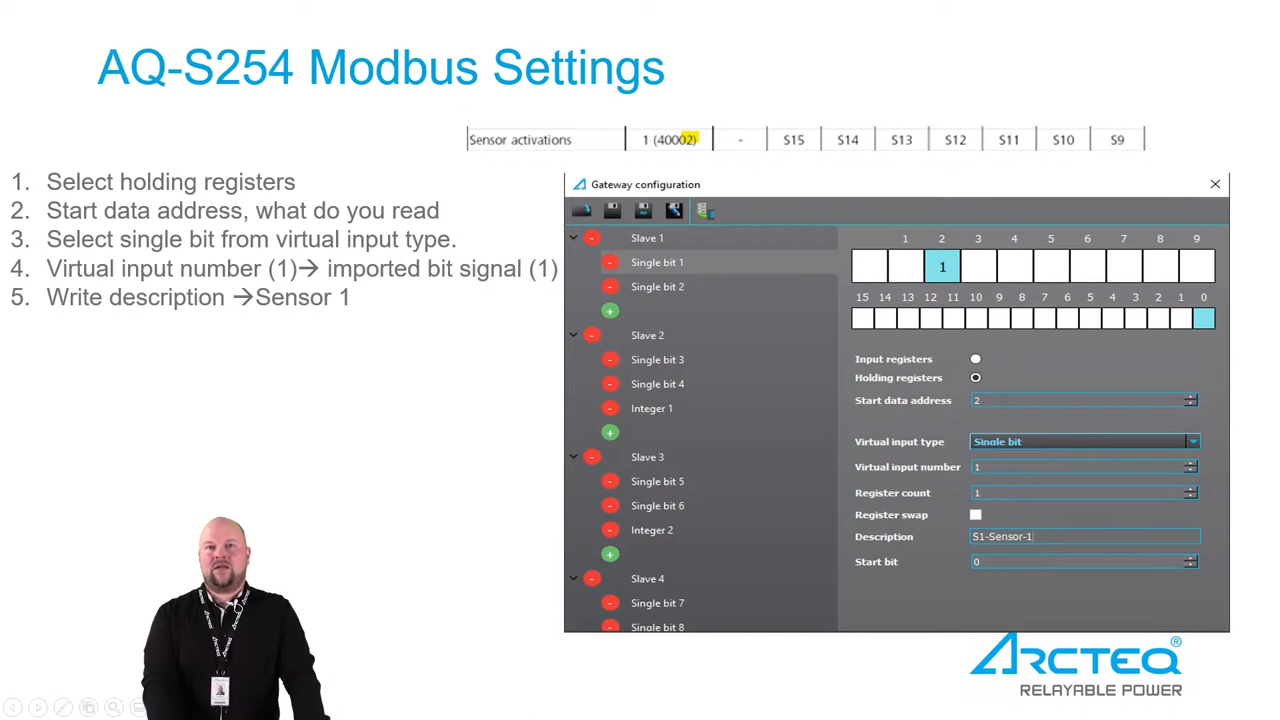 AQ-S254 Modbus Settings
Sensor activations 1 (40002) - S15 S14 S13 S12 S11 S10 S9
1. Select holding registers
2. Start data address, what do you read
3. Select single bit from virtual input type.
4. Virtual input number (1)→ imported bit signal (1)
5. Write description →Sensor 1
Gateway configuration
Slave 1
Single bit 1
Single bit 2
Slave 2
Single bit 3
Single bit 4
Integer 1
Slave 3
Single bit 5
Single bit 6
Integer 2
Slave 4
Single bit 7
Single bit 8
1 2 3 4 5 6 7 8 9
1
15 14 13 12 11 10 9 8 7 6 5 4 3 2 1 0
Input registers
Holding registers
Start data address 2
Virtual input type Single bit
Virtual input number 1
Register count 1
Register swap
Description S1-Sensor-1
Start bit 0
ARCTEQ®
RELAYABLE POWER